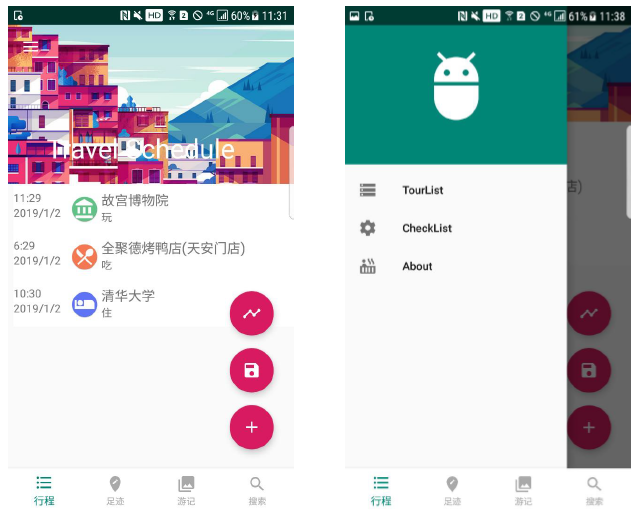 HD 2 4G 60% 11:31
Travel Schedule
11:29
2019/1/2
故宫博物院
玩
6:29
2019/1/2
全聚德烤鸭店(天安门店)
吃
10:30
2019/1/2
清华大学
住
行程 足迹 游记 搜索
HD 2 4G 61% 11:38
TourList
CheckList
About
店)
行程 足迹 游记 搜索